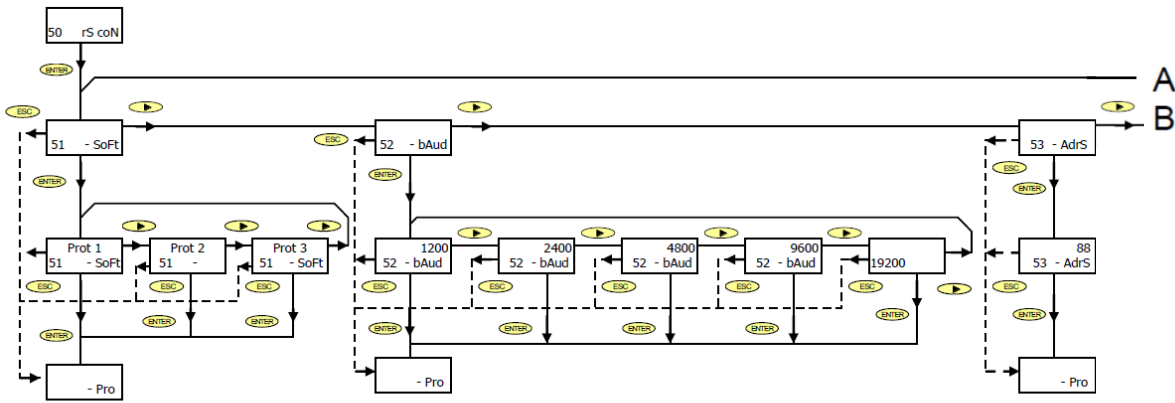 50 rS coN
ENTER
A
ESC
B
51 - SoFt
ESC
52 - bAud
53 - AdrS
ENTER
ENTER
ESC
ENTER
Prot 1
51 - SoFt
Prot 2
51 -
Prot 3
51 - SoFt
1200
52 - bAud
2400
52 - bAud
4800
52 - bAud
9600
52 - bAud
19200
88
53 - AdrS
ESC
ESC
ESC
ESC
ESC
ESC
ESC
ESC
ESC
ENTER
ENTER
ENTER
ENTER
ENTER
ENTER
ENTER
ENTER
ENTER
- Pro
- Pro
- Pro